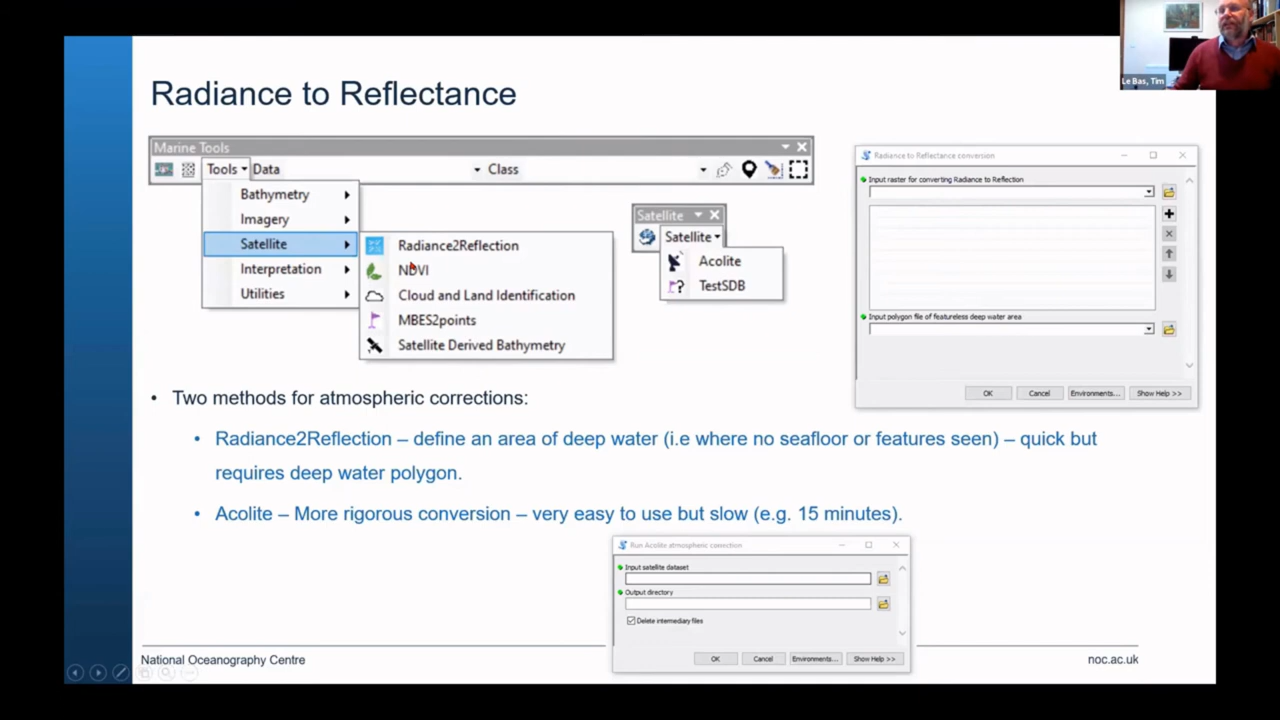 Le Bas, Tim
Radiance to Reflectance
Marine Tools
Tools Data Class
Bathymetry
Imagery
Satellite
Interpretation
Utilities
Radiance2Reflection
NDVI
Cloud and Land Identification
MBES2points
Satellite Derived Bathymetry
Satellite
Satellite
Acolite
TestSDB
Radiance to Reflectance conversion
Input raster for converting Radiance to Reflection
Input polygon file of featureless deep water area
OK Cancel Environments... Show Help >>
• Two methods for atmospheric corrections:
• Radiance2Reflection – define an area of deep water (i.e where no seafloor or features seen) – quick but
requires deep water polygon.
• Acolite – More rigorous conversion – very easy to use but slow (e.g. 15 minutes).
Run Acolite atmospheric correction
Input satellite dataset
Output directory
Delete intermediary files
OK Cancel Environments... Show Help >>
National Oceanography Centre
noc.ac.uk